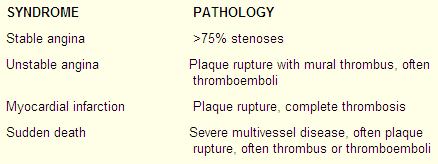 SYNDROME PATHOLOGY
Stable angina >75% stenoses
Unstable angina Plaque rupture with mural thrombus, often
thromboemboli
Myocardial infarction Plaque rupture, complete thrombosis
Sudden death Severe multivessel disease, often plaque
rupture, often thrombus or thromboemboli